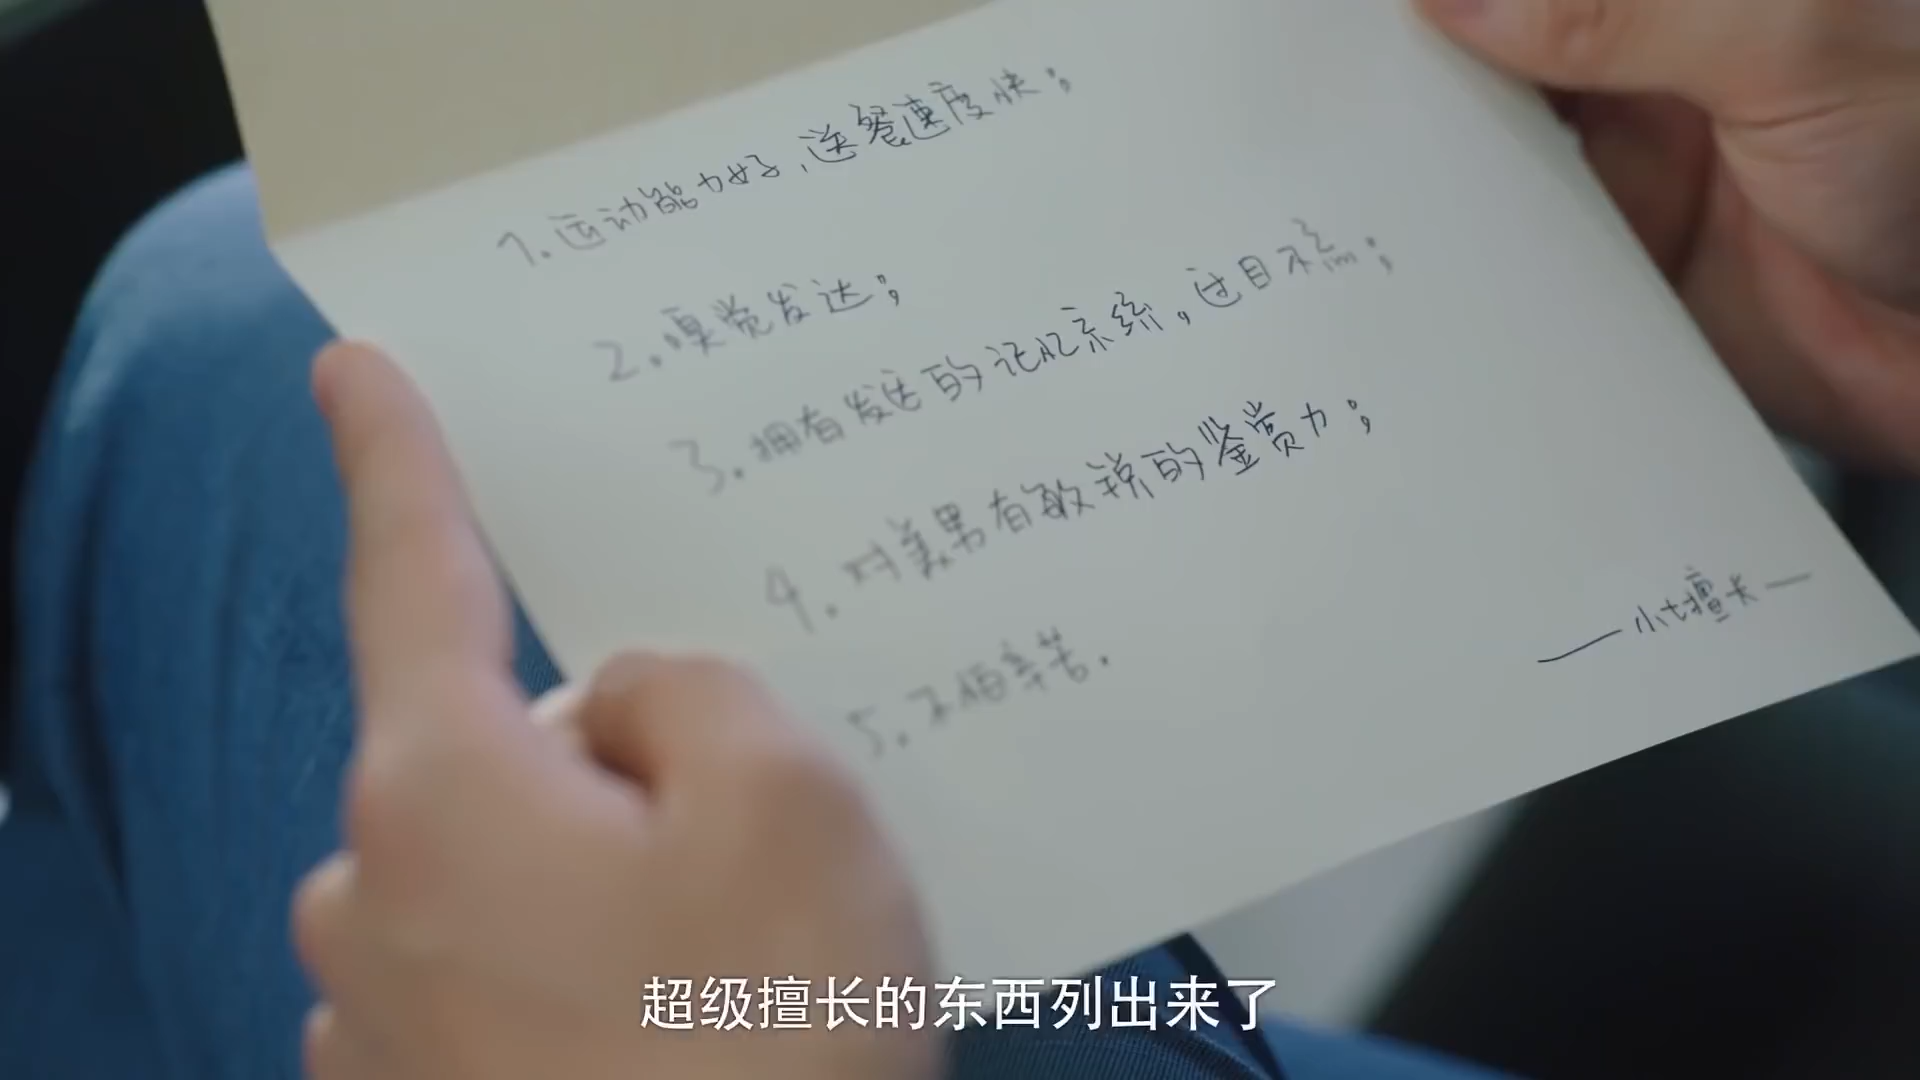 1.运动能力好、送餐速度快；
2.嗅觉发达；
3.拥有发达的记忆系统，过目不忘；
4.对美男有敏锐的鉴赏力；
5.不怕辛苦.
——小七擅长—
超级擅长的东西列出来了